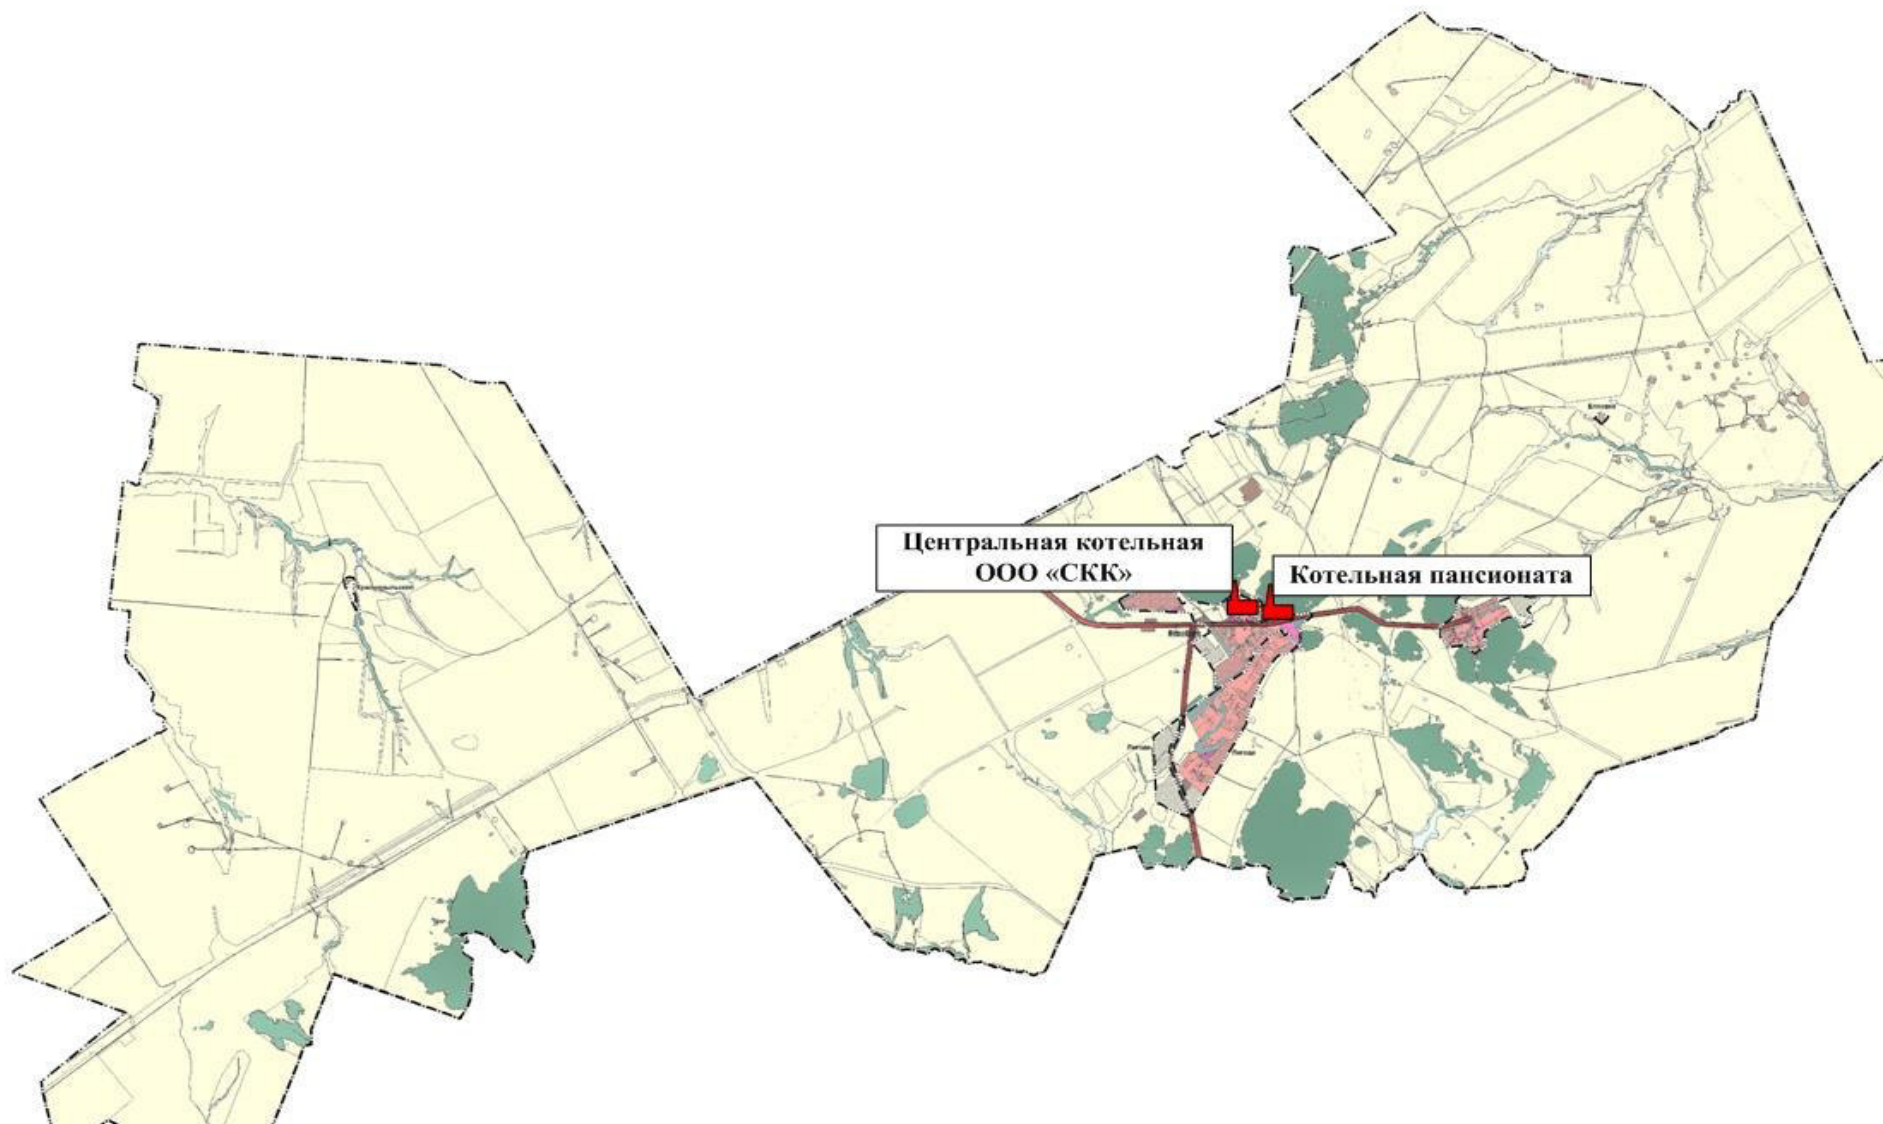 Центральная котельная
ООО «СКК»
Котельная пансионата